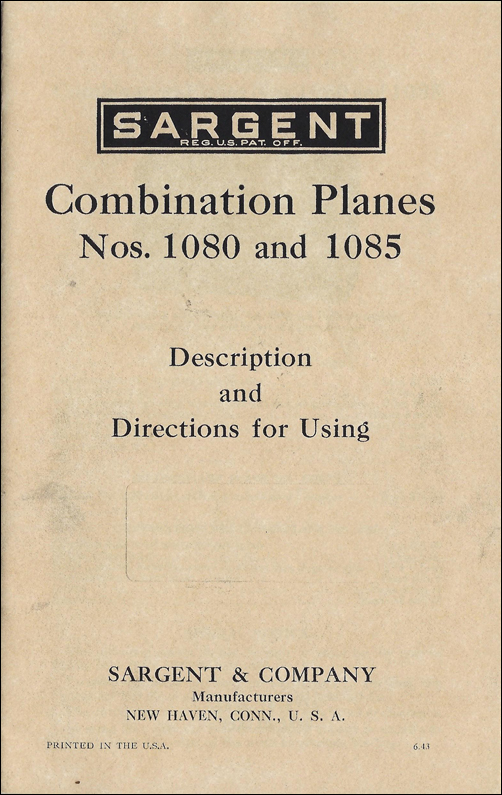 SARGENT
REG. U.S. PAT. OFF.
Combination Planes
Nos. 1080 and 1085
Description
and
Directions for Using
SARGENT & COMPANY
Manufacturers
NEW HAVEN, CONN., U. S. A.
PRINTED IN THE U.S.A.
6.43